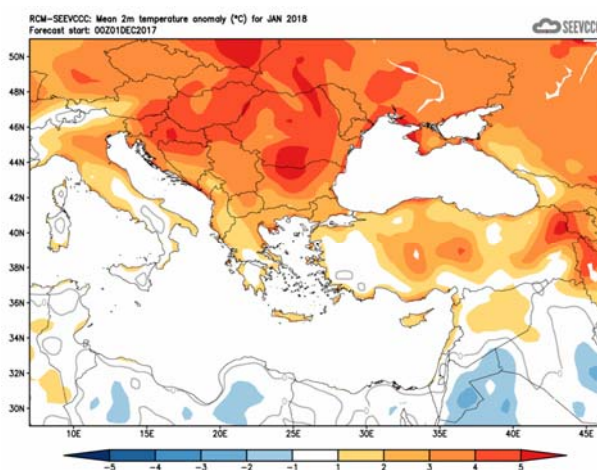 RCM-SEEVCCC: Mean 2m temperature anomaly (°C) for JAN 2018
Forecast start: 00Z01DEC2017
SEEVCCC
50N
48N
46N
44N
42N
40N
38N
36N
34N
32N
30N
10E 15E 20E 25E 30E 35E 40E 45E
-5 -4 -3 -2 -1 1 2 3 4 5